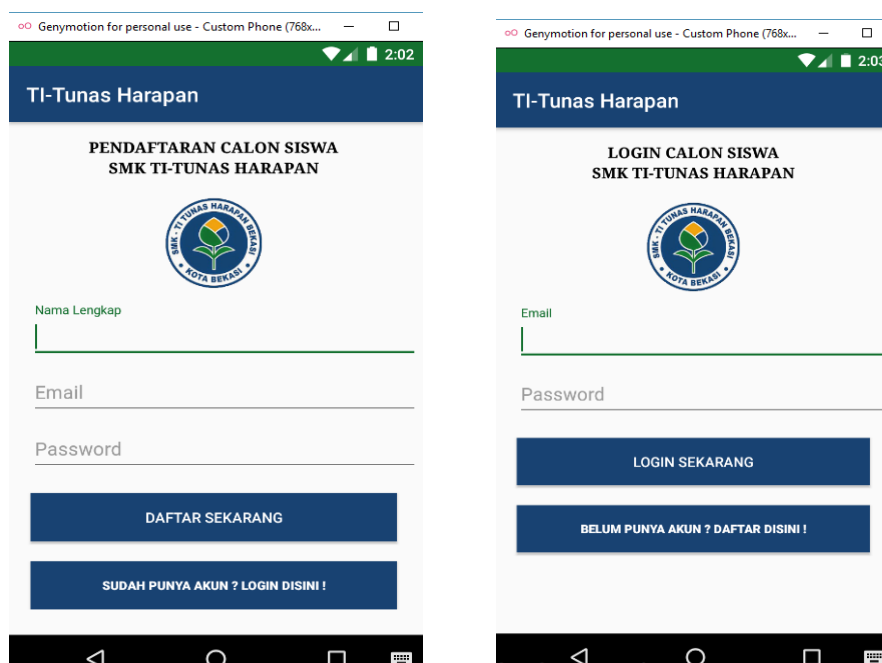 Genymotion for personal use - Custom Phone (768x...
2:02
TI-Tunas Harapan
PENDAFTARAN CALON SISWA
SMK TI-TUNAS HARAPAN
SMK - TI TUNAS HARAPAN BEKASI
KOTA BEKASI
Nama Lengkap
Email
Password
DAFTAR SEKARANG
SUDAH PUNYA AKUN ? LOGIN DISINI !
Genymotion for personal use - Custom Phone (768x...
2:03
TI-Tunas Harapan
LOGIN CALON SISWA
SMK TI-TUNAS HARAPAN
SMK - TI TUNAS HARAPAN BEKASI
KOTA BEKASI
Email
Password
LOGIN SEKARANG
BELUM PUNYA AKUN ? DAFTAR DISINI !